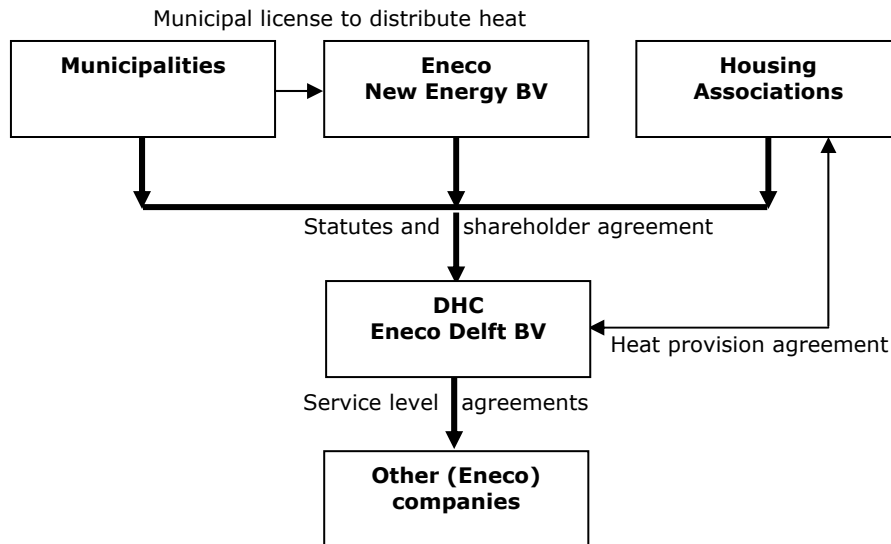 Municipal license to distribute heat
Municipalities
Eneco
New Energy BV
Housing
Associations
Statutes and shareholder agreement
DHC
Eneco Delft BV
Heat provision agreement
Service level agreements
Other (Eneco)
companies